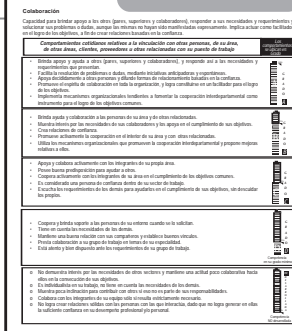 Colaboración
Capacidad para brindar apoyo a los otros (pares, superiores y colaboradores), responder a sus necesidades y requerimientos y
solucionar sus problemas o dudas, aunque las mismas no hayan sido manifestadas expresamente. Implica actuar como facilitador
en el logro de los objetivos, a fin de crear relaciones basadas en la confianza.
Comportamientos cotidianos relativos a la vinculación con otras personas, de su área,
de otras áreas, clientes, proveedores u otras relacionadas con su puesto de trabajo
Los comportamientos
se ubican en:
- Brinda apoyo y ayuda a otros (pares, superiores y colaboradores), y responde así a las necesidades y
requerimientos que presentan.
- Facilita la resolución de problemas o dudas, mediante iniciativas anticipadoras y espontáneas.
- Apoya decididamente a otras personas y difunde formas de relacionamiento basadas en la confianza.
- Promueve el espíritu de colaboración en toda la organización, y logra constituirse en un facilitador para el logro
de los objetivos.
- Implementa mecanismos organizacionales tendientes a fomentar la cooperación interdepartamental como
instrumento para el logro de los objetivos comunes.
- Brinda ayuda y colaboración a las personas de su área y de otras relacionadas.
- Muestra interés por las necesidades de sus colaboradores y los apoya en el cumplimiento de sus objetivos.
- Crea relaciones de confianza.
- Promueve activamente la cooperación en el interior de su área y con otras relacionadas.
- Utiliza los mecanismos organizacionales que promueven la cooperación interdepartamental y propone mejoras
relativas a ellos.
- Apoya y colabora activamente con los integrantes de su propia área.
- Posee buena predisposición para ayudar a otros.
- Coopera activamente con los integrantes de su área en el cumplimiento de los objetivos comunes.
- Es considerada una persona de confianza dentro de su sector de trabajo.
- Escucha los requerimientos de los demás para ayudarlos en el cumplimiento de sus objetivos, sin descuidar
los propios.
- Coopera y brinda soporte a las personas de su entorno cuando se lo solicitan.
- Tiene en cuenta las necesidades de los demás.
- Mantiene una buena relación con sus compañeros y establece buenos vínculos.
- Presta colaboración a su grupo de trabajo en temas de su especialidad.
- Está atento y bien dispuesto ante los requerimientos de su grupo de trabajo.
Competencia
en su grado mínimo
o No demuestra interés por las necesidades de otros sectores y mantiene una actitud poco colaborativa hacia
ellos en la consecución de sus objetivos.
o Es individualista en su trabajo, no tiene en cuenta las necesidades de los demás.
o Muestra poca inclinación para contribuir con otros si eso no es parte de sus responsabilidades.
o Colabora con los integrantes de su equipo sólo si resulta estrictamente necesario.
o No logra crear relaciones sólidas con las personas con las que interactúa, dado que no logra generar en ellas
la suficiente confianza en su desempeño profesional y/o personal.
Competencia
NO desarrollada